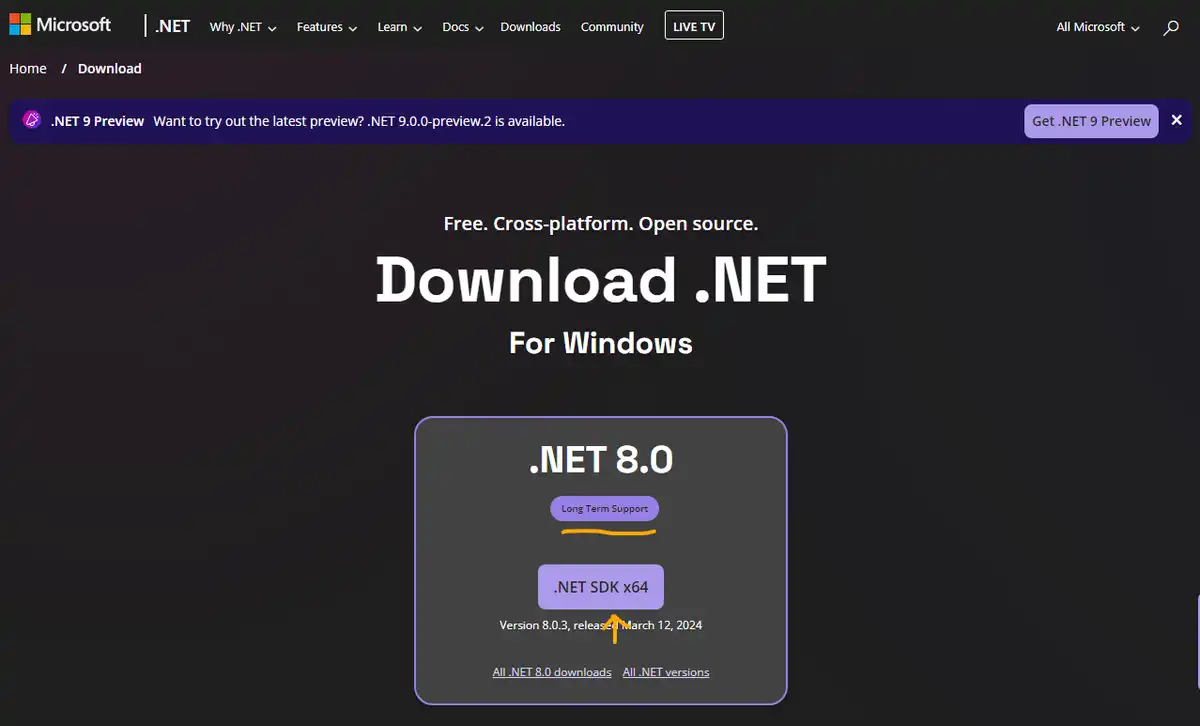 Microsoft .NET Why .NET Features Learn Docs Downloads Community LIVE TV All Microsoft
Home / Download
.NET 9 Preview Want to try out the latest preview? .NET 9.0.0-preview.2 is available. Get .NET 9 Preview
Free. Cross-platform. Open source.
Download .NET
For Windows
.NET 8.0
Long Term Support
.NET SDK x64
Version 8.0.3, released March 12, 2024
All .NET 8.0 downloads All .NET versions